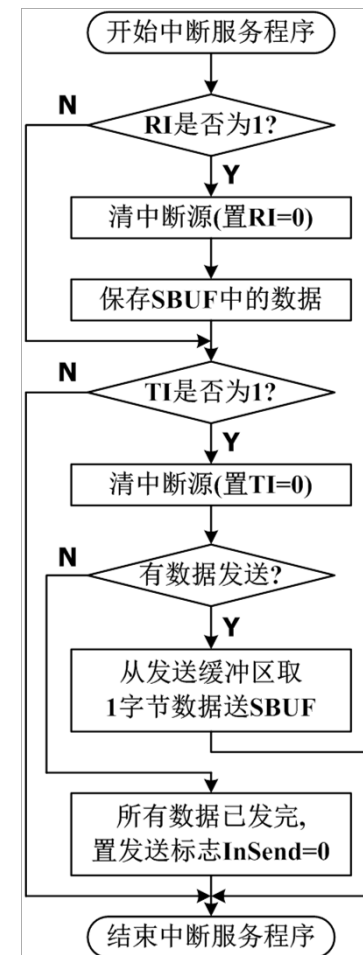 开始中断服务程序
N
RI是否为1?
Y
清中断源(置RI=0)
保存SBUF中的数据
N
TI是否为1?
Y
清中断源(置TI=0)
N
有数据发送?
Y
从发送缓冲区取
1字节数据送SBUF
所有数据已发完,
置发送标志InSend=0
结束中断服务程序